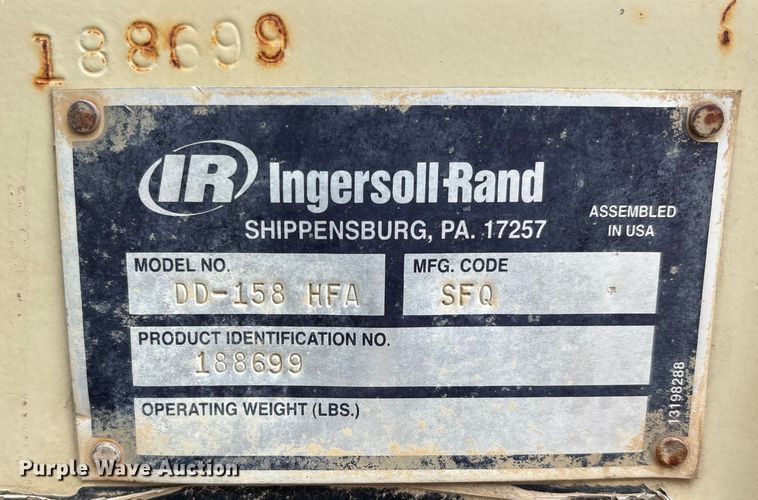 188699
IR Ingersoll-Rand
SHIPPENSBURG, PA. 17257
ASSEMBLED
IN USA
MODEL NO.
DD-158 HFA
MFG. CODE
SFQ
PRODUCT IDENTIFICATION NO.
188699
OPERATING WEIGHT (LBS.)
13198288
Purple Wave Auction